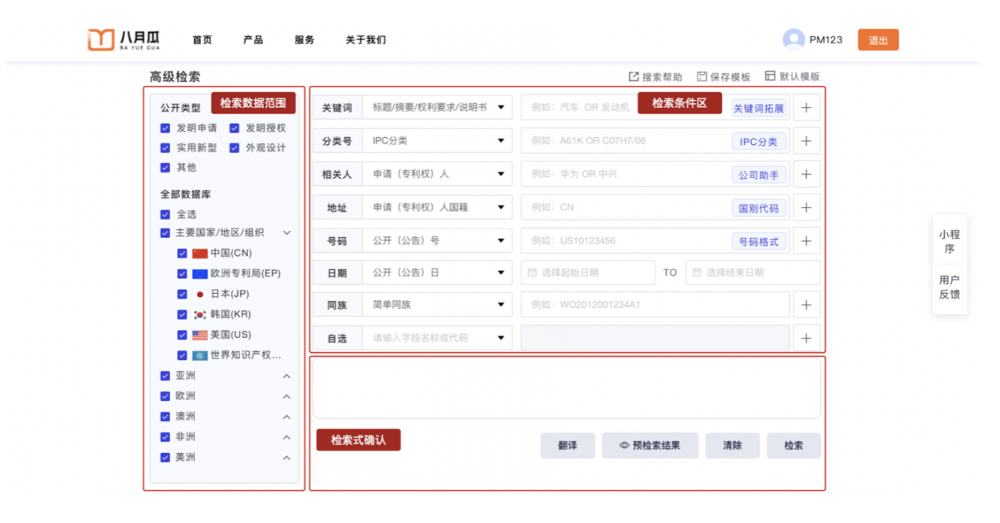 八月瓜
BA YUE GUA
首页 产品 服务 关于我们
PM123 退出
高级检索
搜索帮助 保存模板 默认模版
公开类型 检索数据范围
发明申请 发明授权
实用新型 外观设计
其他
全部数据库
全选
主要国家/地区/组织
中国(CN)
欧洲专利局(EP)
日本(JP)
韩国(KR)
美国(US)
世界知识产权...
亚洲
欧洲
澳洲
非洲
美洲
检索条件区
关键词 标题/摘要/权利要求/说明书 例如：汽车 OR 发动机 关键词拓展 +
分类号 IPC分类 例如：A61K OR C07H7/06 IPC分类 +
相关人 申请（专利权）人 例如：华为 OR 中兴 公司助手 +
地址 申请（专利权）人国籍 例如：CN 国别代码 +
号码 公开（公告）号 例如：US10123456 号码格式 +
日期 公开（公告）日 选择起始日期 TO 选择结束日期
同族 简单同族 例如：WO2012001234A1 +
自选 请输入字段名称或代码 +
检索式确认
翻译 预检索结果 清除 检索
小程
序
用户
反馈